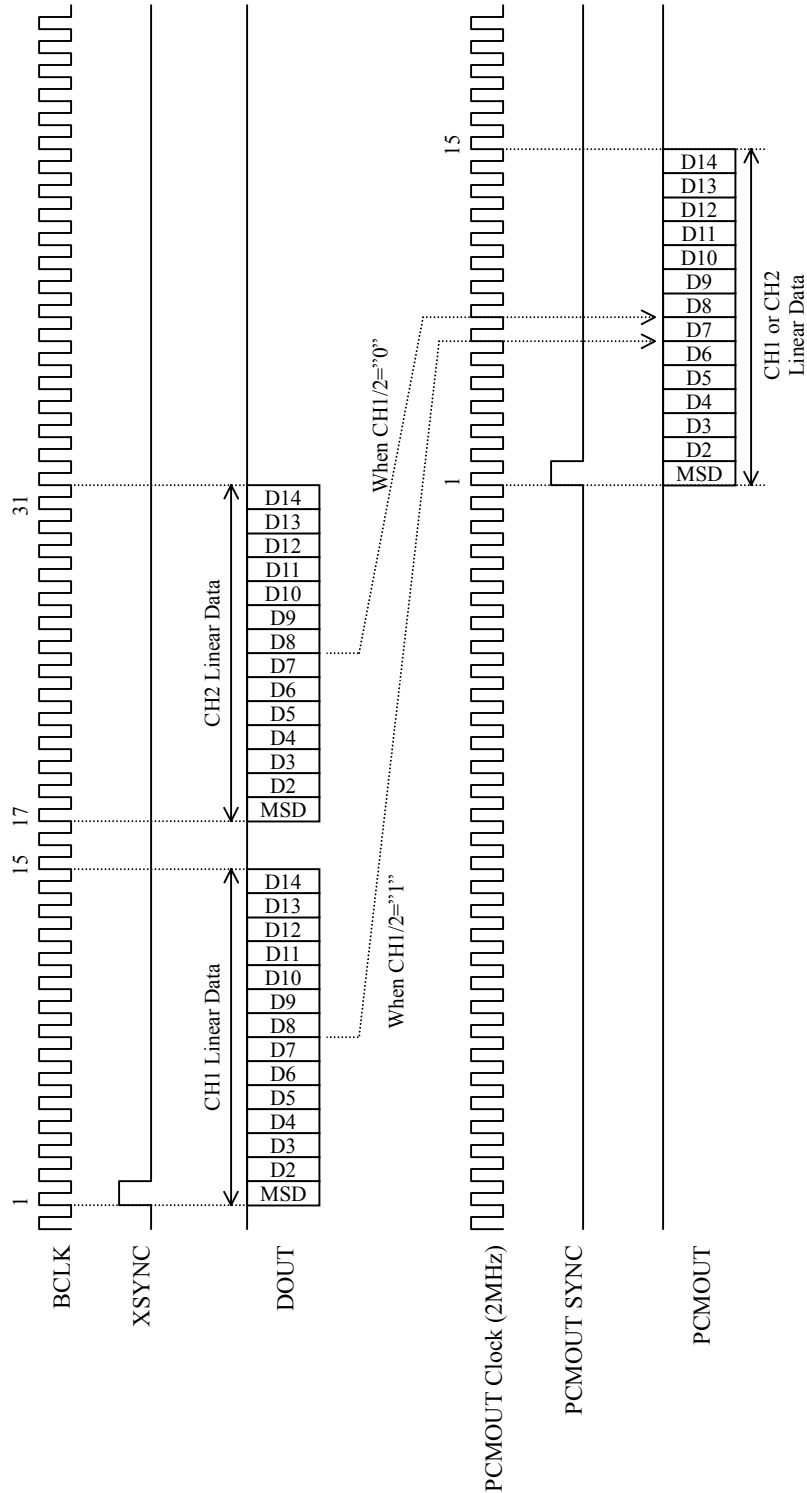 1
15
17
31
BCLK
XSYNC
CH1 Linear Data
CH2 Linear Data
DOUT
MSD D2 D3 D4 D5 D6 D7 D8 D9 D10 D11 D12 D13 D14
MSD D2 D3 D4 D5 D6 D7 D8 D9 D10 D11 D12 D13 D14
When CH1/2=”1”
When CH1/2=”0”
1
15
PCMOUT Clock (2MHz)
PCMOUT SYNC
PCMOUT
MSD D2 D3 D4 D5 D6 D7 D8 D9 D10 D11 D12 D13 D14
CH1 or CH2
Linear Data